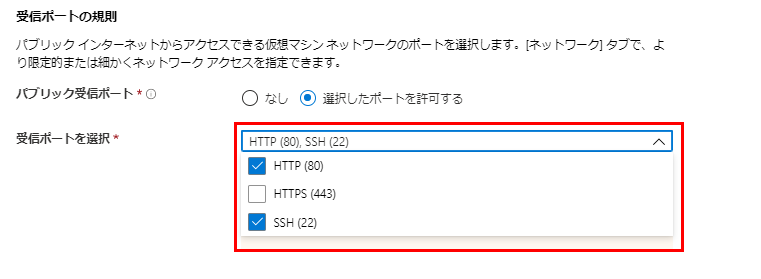 受信ポートの規則
パブリック インターネットからアクセスできる仮想マシン ネットワークのポートを選択します。[ネットワーク] タブで、よ
り限定的または細かくネットワーク アクセスを指定できます。
パブリック受信ポート * ⓘ
なし 選択したポートを許可する
受信ポートを選択 *
HTTP (80), SSH (22)
HTTP (80)
HTTPS (443)
SSH (22)